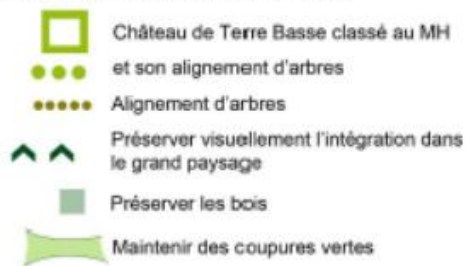 Château de Terre Basse classé au MH
et son alignement d'arbres
Alignement d'arbres
Préserver visuellement l'intégration dans
le grand paysage
Préserver les bois
Maintenir des coupures vertes